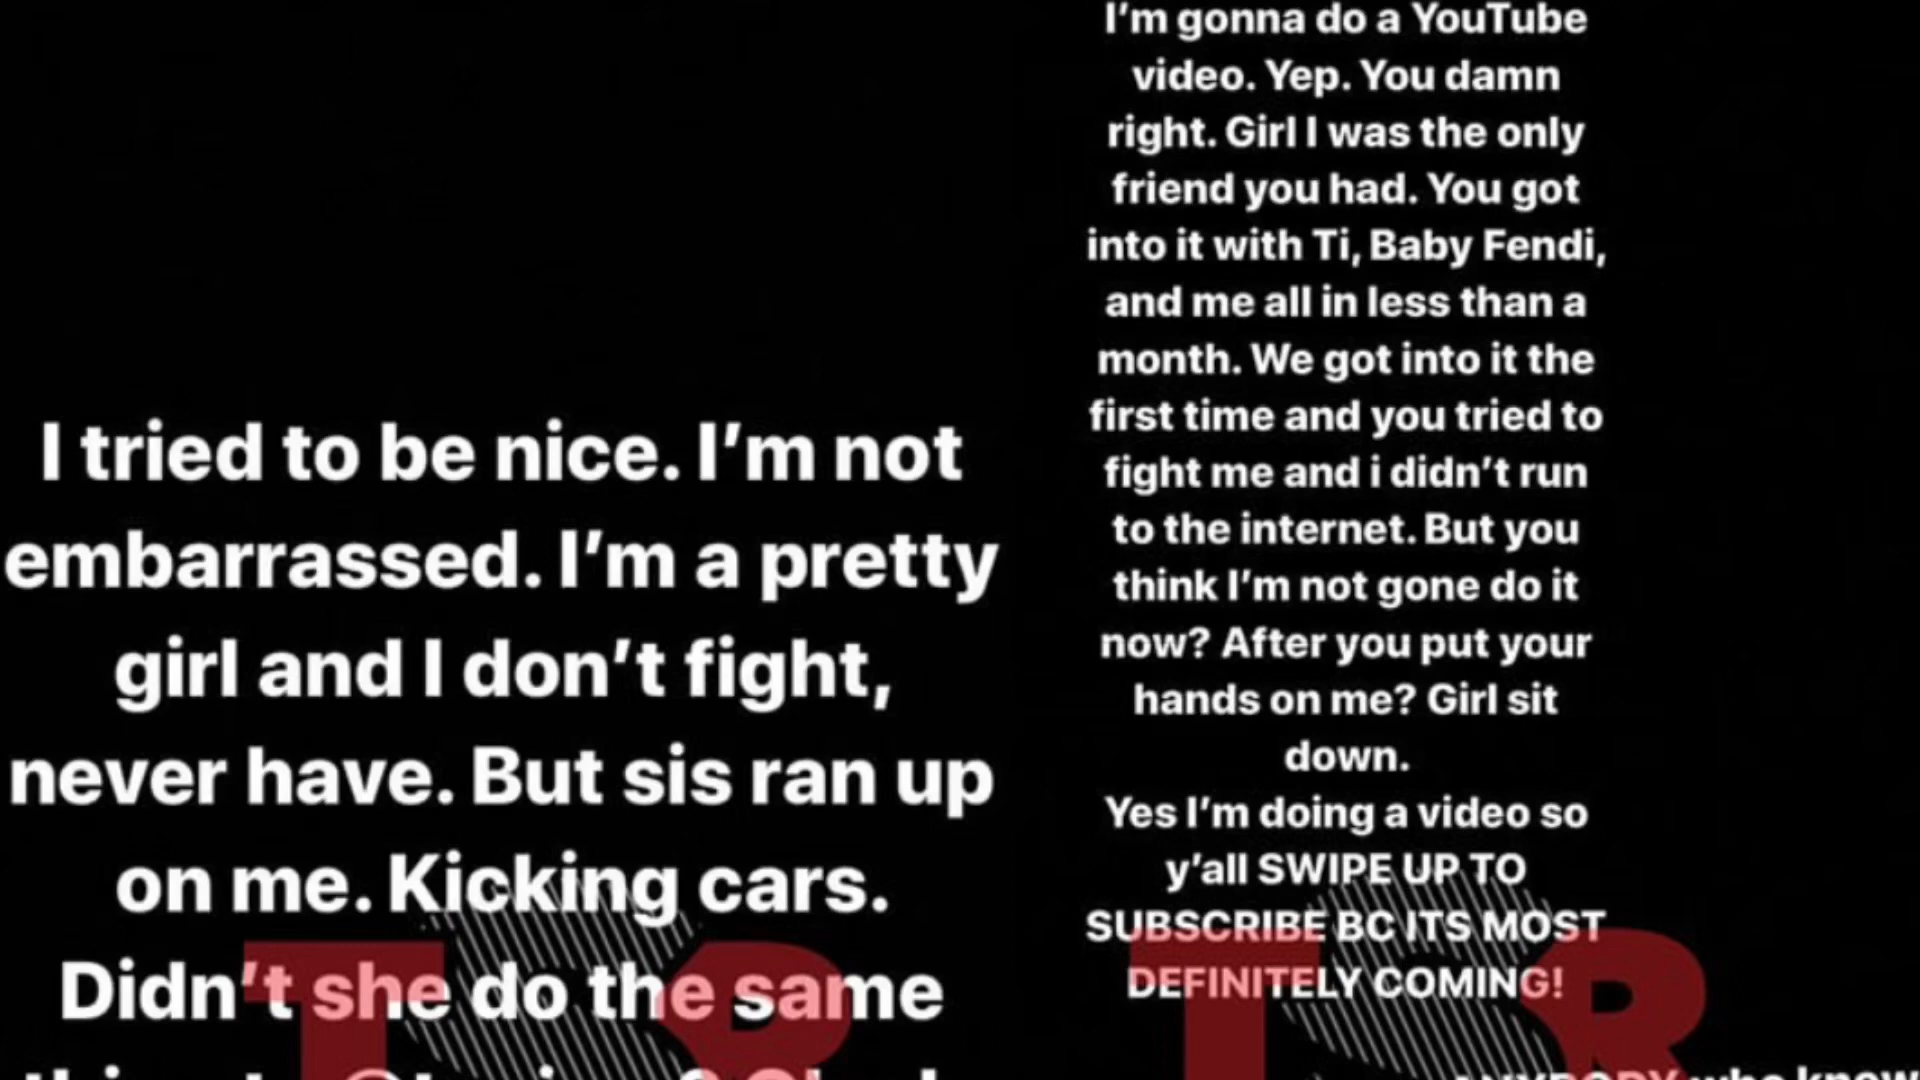 I tried to be nice. I'm not
embarrassed. I'm a pretty
girl and I don't fight,
never have. But sis ran up
on me. Kicking cars.
Didn't she do the same
I'm gonna do a YouTube
video. Yep. You damn
right. Girl I was the only
friend you had. You got
into it with Ti, Baby Fendi,
and me all in less than a
month. We got into it the
first time and you tried to
fight me and i didn't run
to the internet. But you
think I'm not gone do it
now? After you put your
hands on me? Girl sit
down.
Yes I'm doing a video so
y'all SWIPE UP TO
SUBSCRIBE BC ITS MOST
DEFINITELY COMING!
ANYBODY who know
TSR
TSR